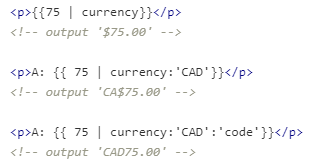 <p>{{75 | currency}}</p>
<!-- output '$75.00' -->
<p>A: {{ 75 | currency:'CAD'}}</p>
<!-- output 'CA$75.00' -->
<p>A: {{ 75 | currency:'CAD':'code'}}</p>
<!-- output 'CAD75.00' -->